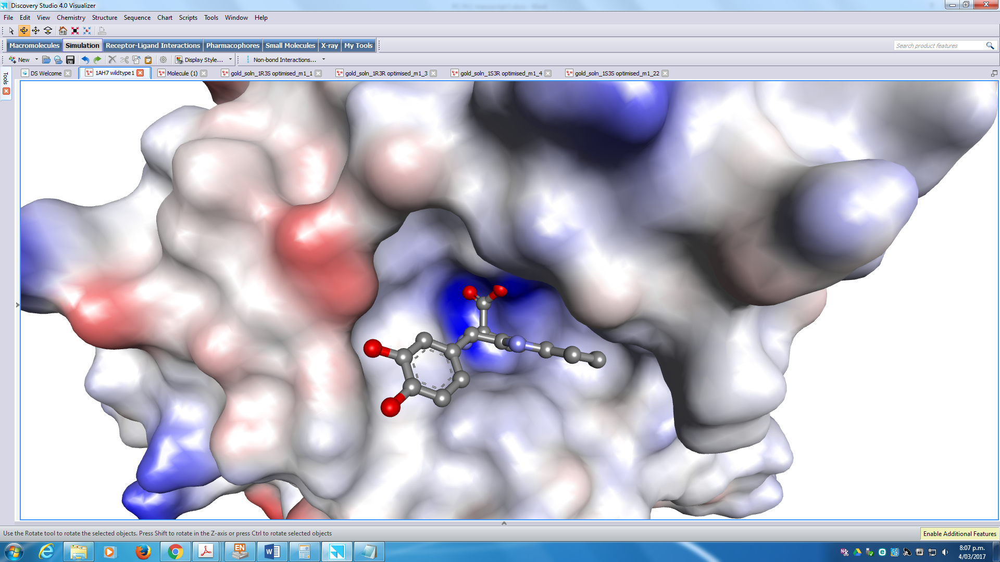 Discovery Studio 4.0 Visualizer
File Edit View Chemistry Structure Sequence Chart Scripts Tools Window Help
Macromolecules Simulation Receptor-Ligand Interactions Pharmacophores Small Molecules X-ray My Tools
Search product features
New Display Style... Non-bond Interactions...
DS Welcome 1AH7 wildtype1 Molecule (1) gold_soln_1R3S optimised_m1_1 gold_soln_1R3R optimised_m1_3 gold_soln_1S3R optimised_m1_4 gold_soln_1S3S optimised_m1_22
Tools
Use the Rotate tool to rotate the selected objects. Press Shift to rotate in the Z-axis or press Ctrl to rotate selected objects
Enable Additional Features
EN
8:07 p.m.
4/03/2017